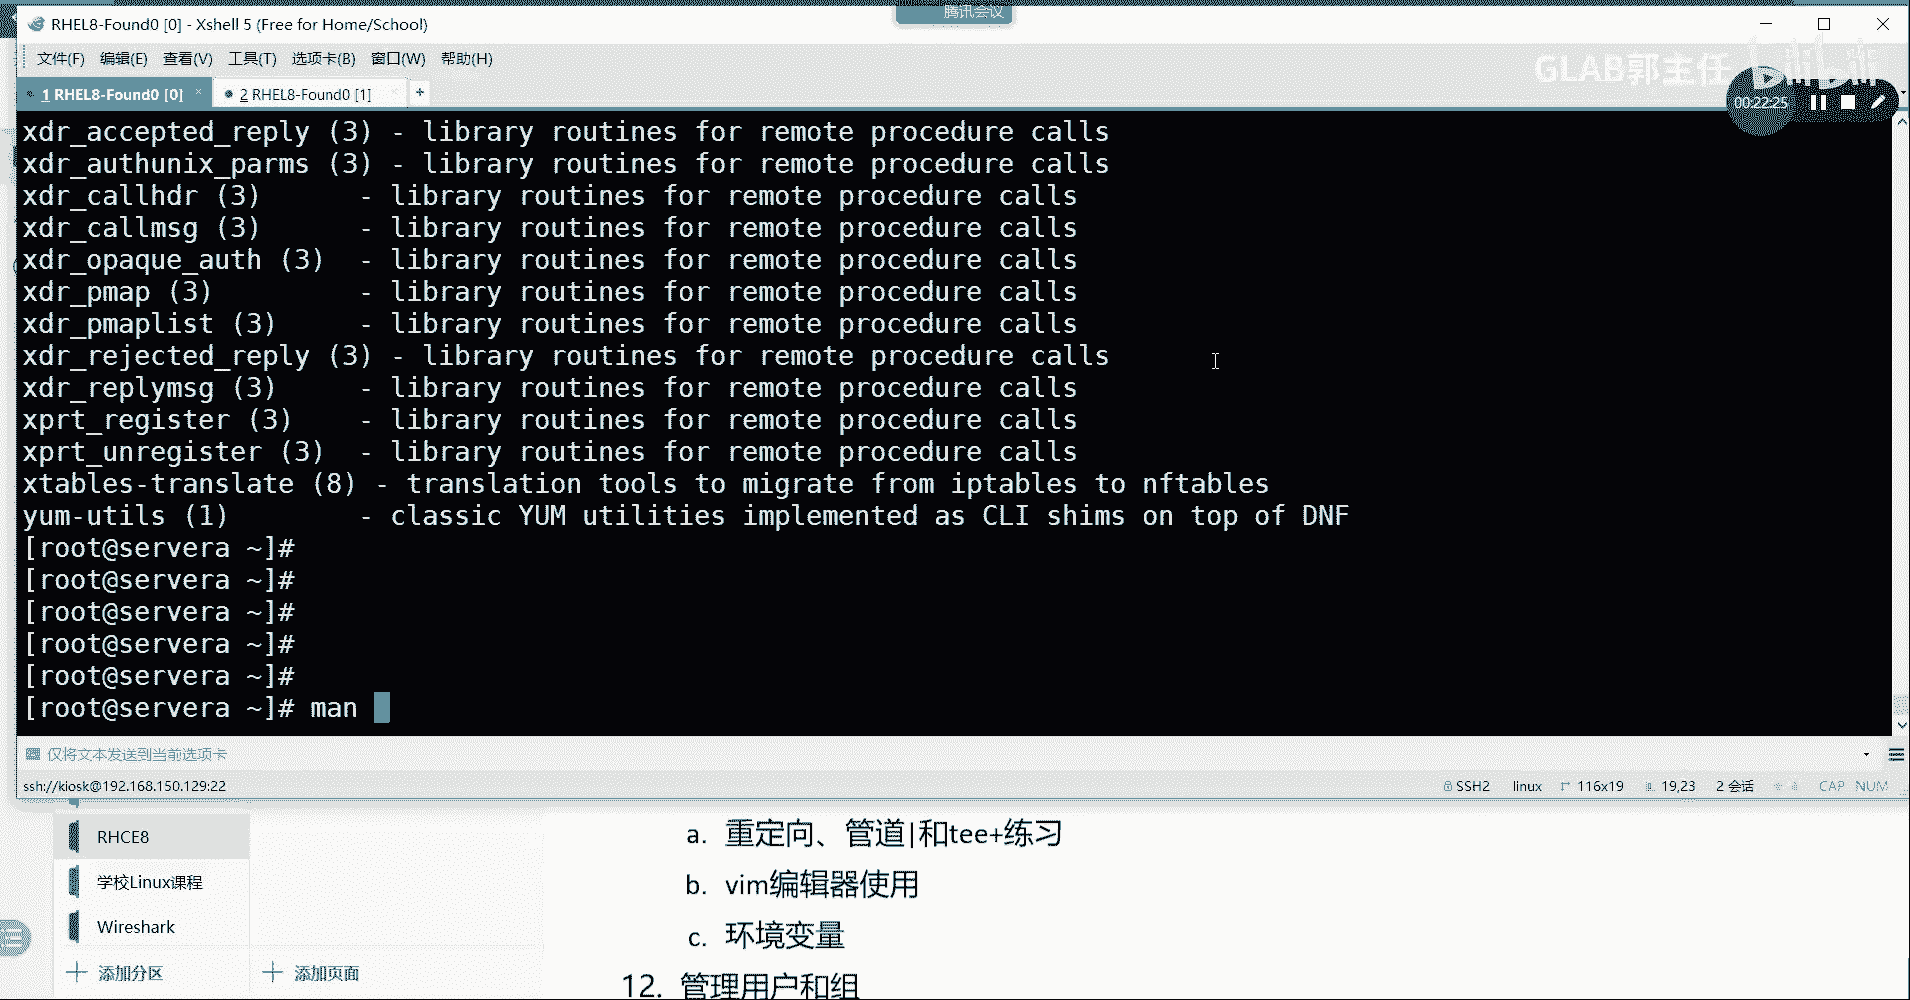 RHEL8-Found0 [0] - Xshell 5 (Free for Home/School)
腾讯会议
文件(F) 编辑(E) 查看(V) 工具(T) 选项卡(B) 窗口(W) 帮助(H)
GLAB郭主任 bilibili
1 RHEL8-Found0 [0] × 2 RHEL8-Found0 [1] × +
00:22:25
xdr_accepted_reply (3) - library routines for remote procedure calls
xdr_authunix_parms (3) - library routines for remote procedure calls
xdr_callhdr (3) - library routines for remote procedure calls
xdr_callmsg (3) - library routines for remote procedure calls
xdr_opaque_auth (3) - library routines for remote procedure calls
xdr_pmap (3) - library routines for remote procedure calls
xdr_pmaplist (3) - library routines for remote procedure calls
xdr_rejected_reply (3) - library routines for remote procedure calls
xdr_replymsg (3) - library routines for remote procedure calls
xprt_register (3) - library routines for remote procedure calls
xprt_unregister (3) - library routines for remote procedure calls
xtables-translate (8) - translation tools to migrate from iptables to nftables
yum-utils (1) - classic YUM utilities implemented as CLI shims on top of DNF
[root@servera ~]#
[root@servera ~]#
[root@servera ~]#
[root@servera ~]#
[root@servera ~]#
[root@servera ~]# man
仅将文本发送到当前选项卡
ssh://kiosk@192.168.150.129:22 SSH2 linux 116x19 19,23 2 会话 CAP NUM
RHCE8
学校Linux课程
Wireshark
添加分区
添加页面
a. 重定向、管道|和tee+练习
b. vim编辑器使用
c. 环境变量
12. 管理用户和组